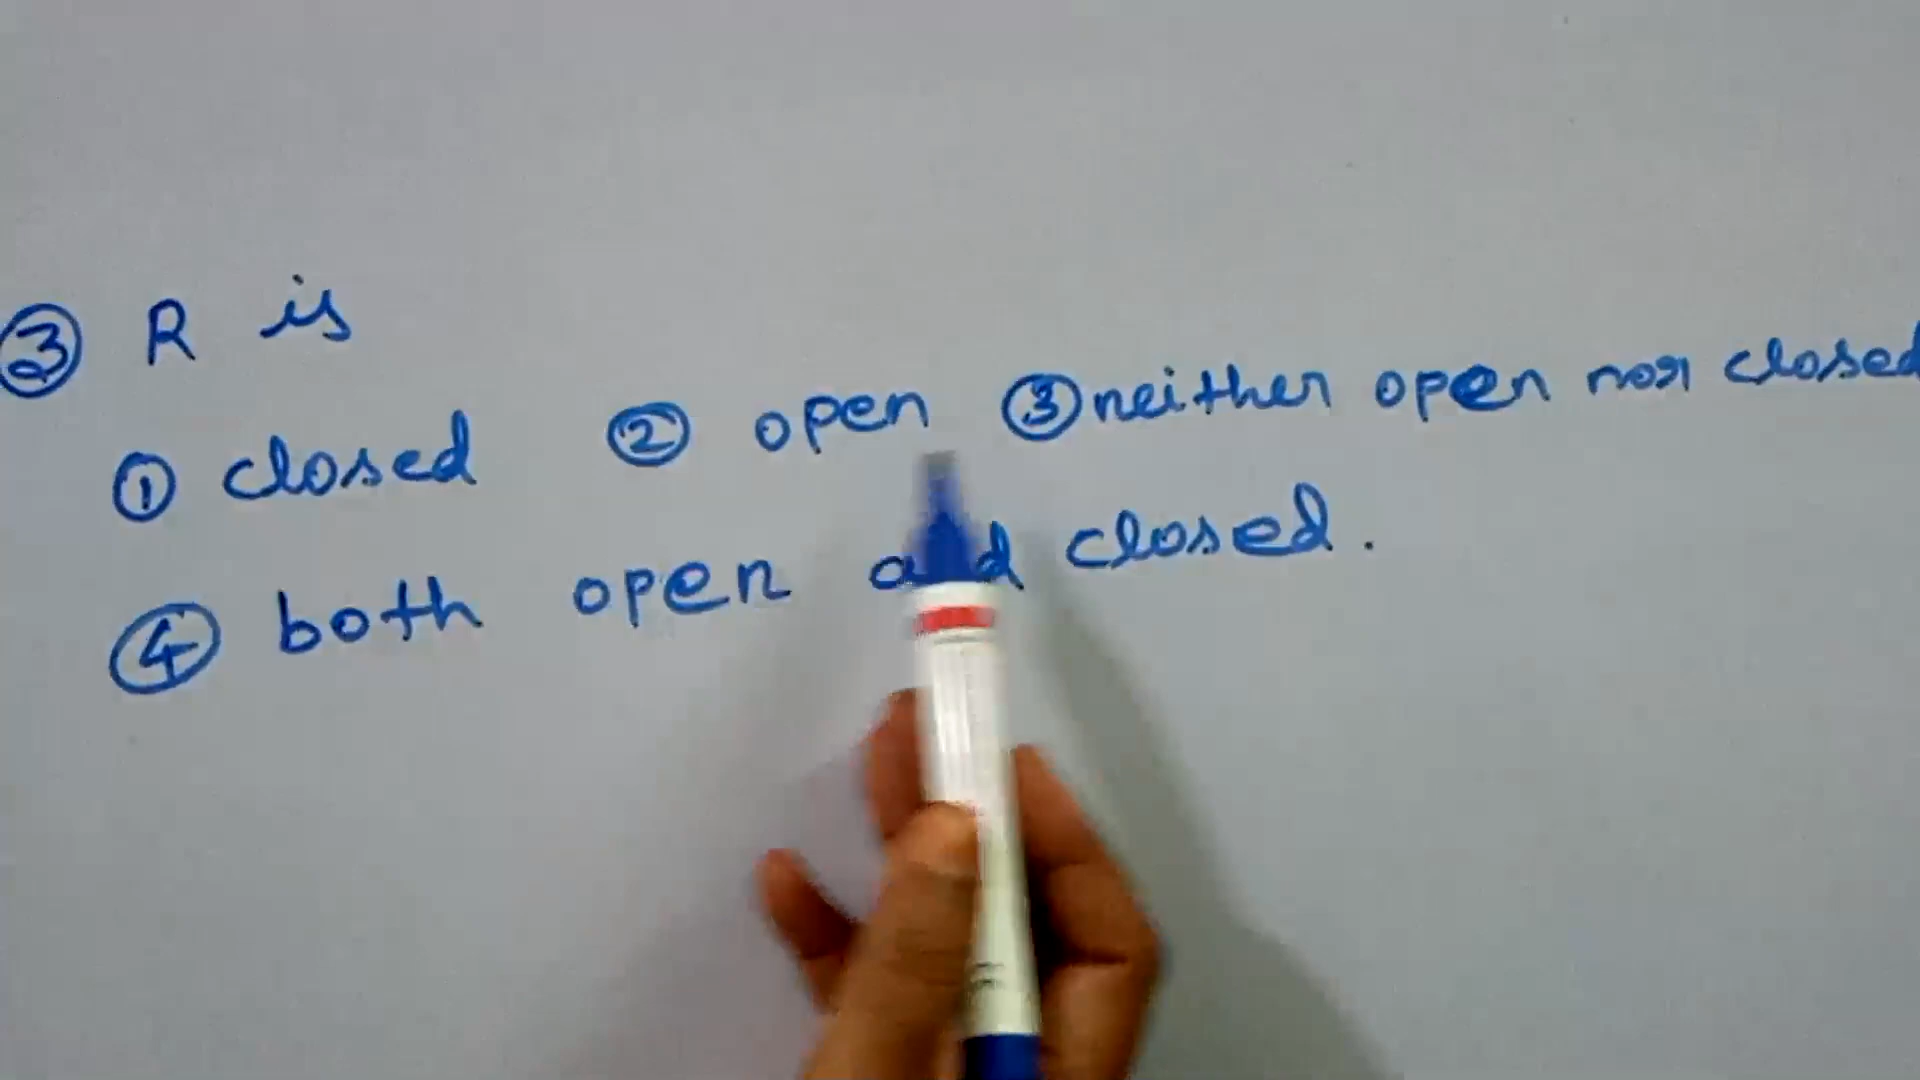 ③ R is
① closed ② open ③ neither open nor closed
④ both open and closed.